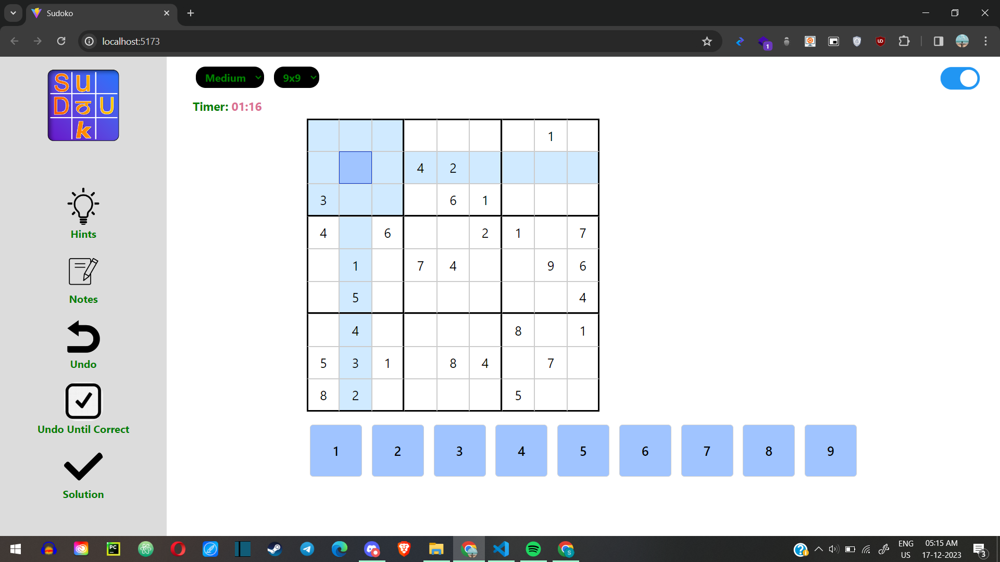 Sudoko
localhost:5173
1
Su
DoाU
k
Medium 9x9
Timer: 01:16
1
4 2
3 6 1
4 6 2 1 7
1 7 4 9 6
5 4
4 8 1
5 3 1 8 4 7
8 2 5
1 2 3 4 5 6 7 8 9
Hints
Notes
Undo
Undo Until Correct
Solution
ENG
US
05:15 AM
17-12-2023
3